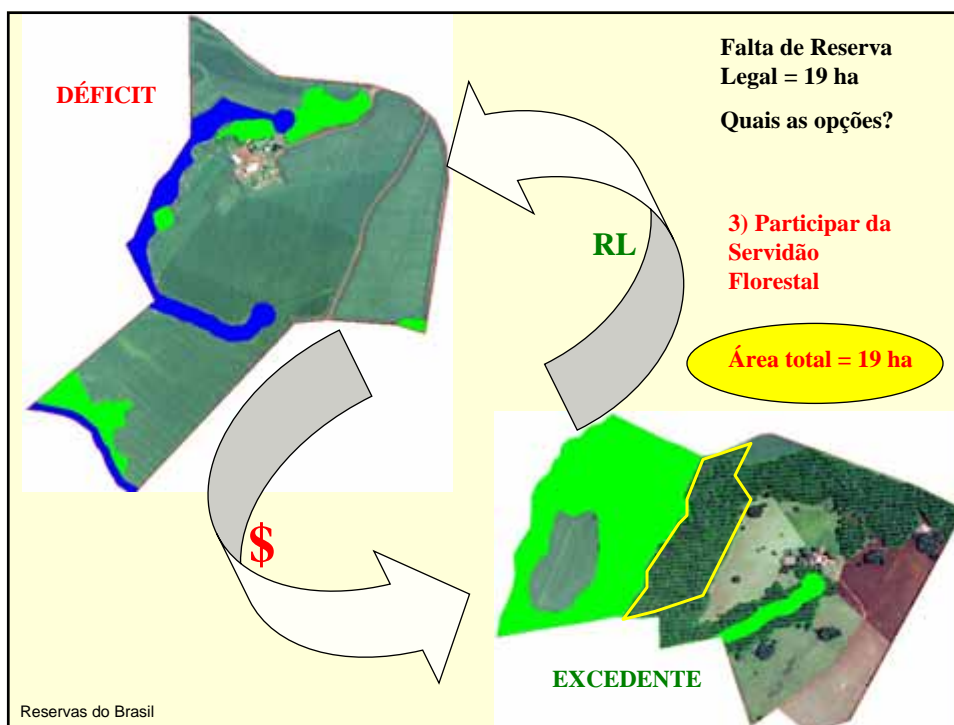 DÉFICIT
Falta de Reserva
Legal = 19 ha
Quais as opções?
RL
3) Participar da
Servidão
Florestal
Área total = 19 ha
$
EXCEDENTE
Reservas do Brasil